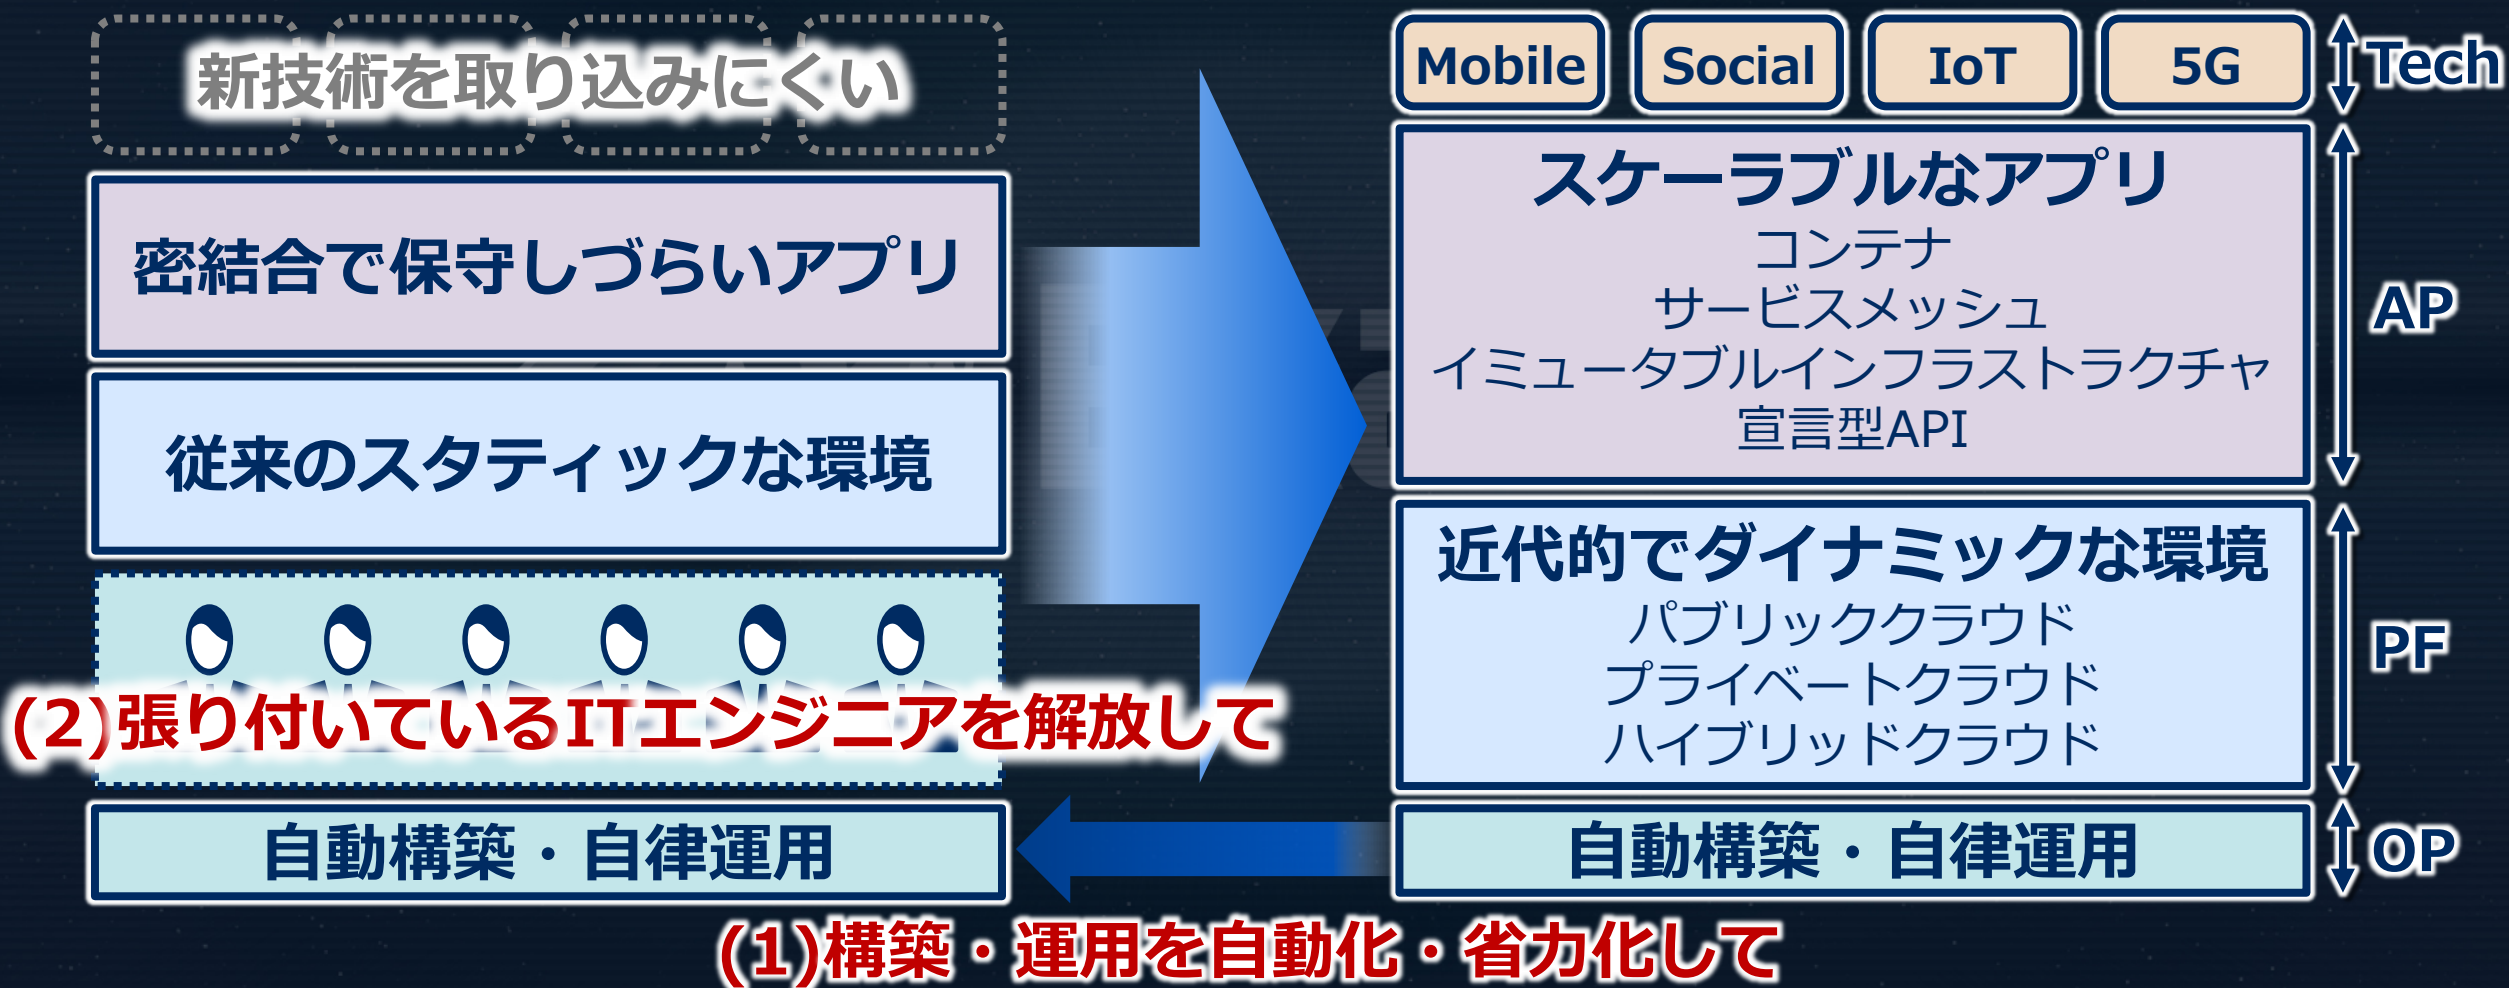 新技術を取り込みにくい
密結合で保守しづらいアプリ
従来のスタティックな環境
(2)張り付いているITエンジニアを解放して
自動構築・自律運用
(1)構築・運用を自動化・省力化して
Mobile
Social
IoT
5G
Tech
スケーラブルなアプリ
コンテナ
サービスメッシュ
イミュータブルインフラストラクチャ
宣言型API
AP
近代的でダイナミックな環境
パブリッククラウド
プライベートクラウド
ハイブリッドクラウド
PF
自動構築・自律運用
OP